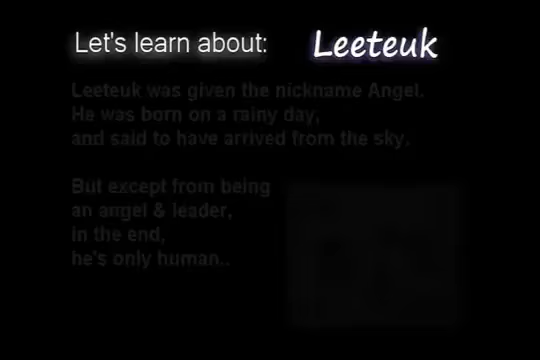 Let's learn about: Leeteuk
Leeteuk was given the nickname Angel.
He was born on a rainy day,
and said to have arrived from the sky.
But except from being
an angel & leader,
in the end,
he's only human..